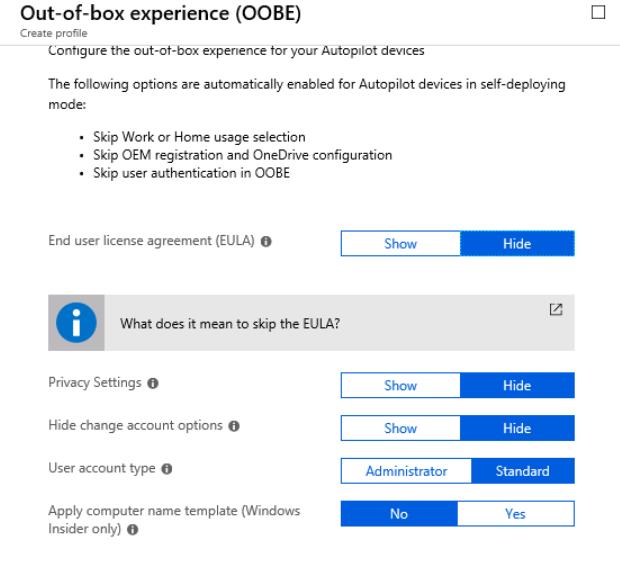 Out-of-box experience (OOBE)
Create profile
Configure the out-of-box experience for your Autopilot devices
The following options are automatically enabled for Autopilot devices in self-deploying
mode:
• Skip Work or Home usage selection
• Skip OEM registration and OneDrive configuration
• Skip user authentication in OOBE
End user license agreement (EULA) Show Hide
What does it mean to skip the EULA?
Privacy Settings Show Hide
Hide change account options Show Hide
User account type Administrator Standard
Apply computer name template (Windows
Insider only) No Yes